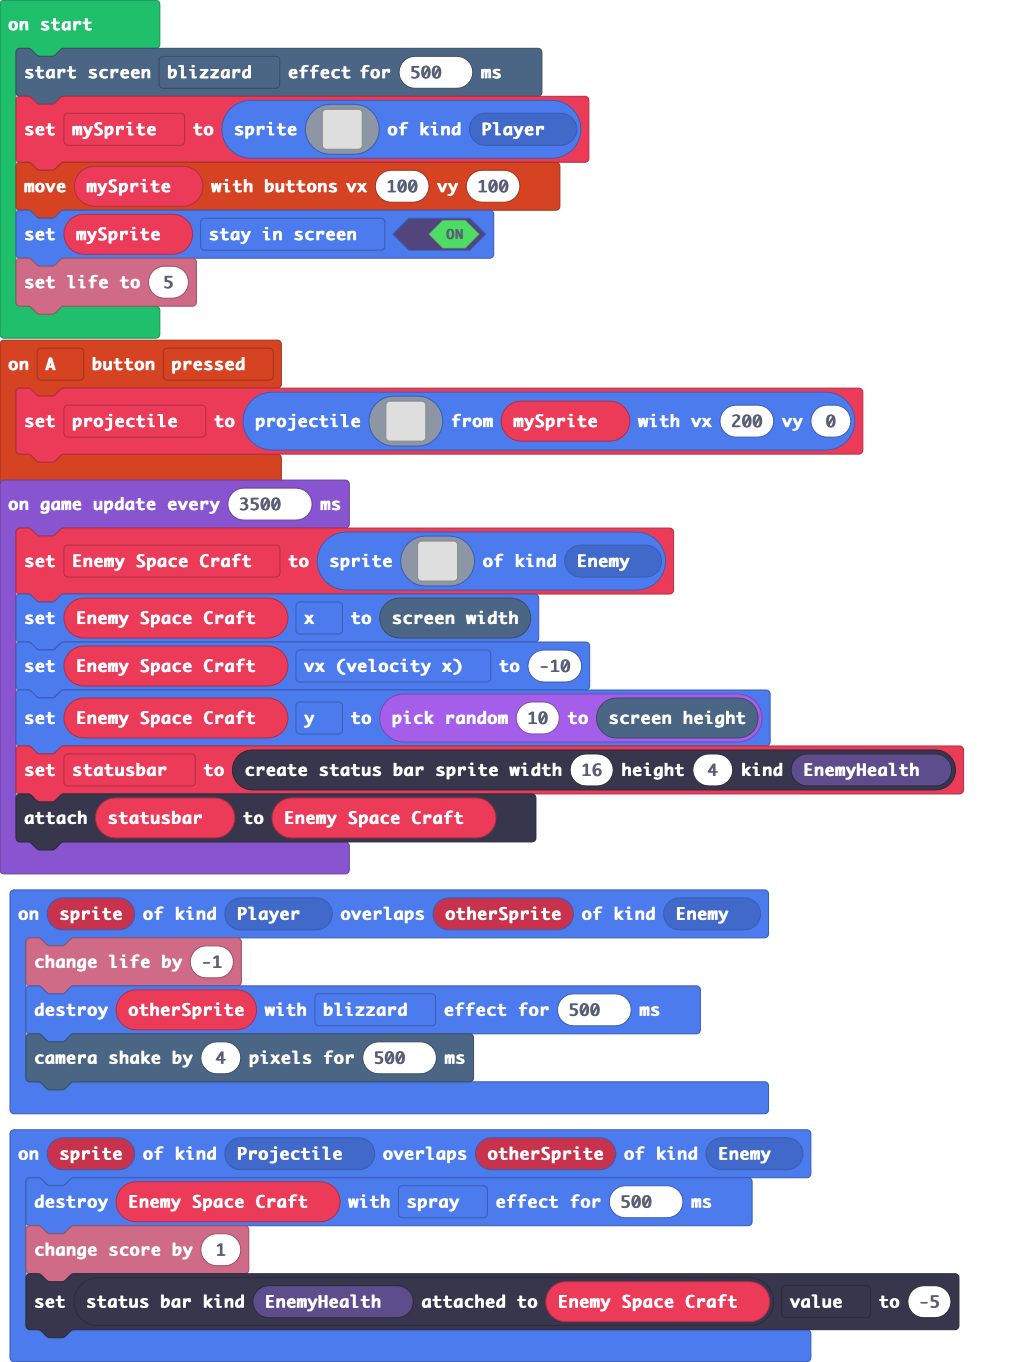 on start
start screen blizzard effect for 500 ms
set mySprite to sprite of kind Player
move mySprite with buttons vx 100 vy 100
set mySprite stay in screen ON
set life to 5
on A button pressed
set projectile to projectile from mySprite with vx 200 vy 0
on game update every 3500 ms
set Enemy Space Craft to sprite of kind Enemy
set Enemy Space Craft x to screen width
set Enemy Space Craft vx (velocity x) to -10
set Enemy Space Craft y to pick random 10 to screen height
set statusbar to create status bar sprite width 16 height 4 kind EnemyHealth
attach statusbar to Enemy Space Craft
on sprite of kind Player overlaps otherSprite of kind Enemy
change life by -1
destroy otherSprite with blizzard effect for 500 ms
camera shake by 4 pixels for 500 ms
on sprite of kind Projectile overlaps otherSprite of kind Enemy
destroy Enemy Space Craft with spray effect for 500 ms
change score by 1
set status bar kind EnemyHealth attached to Enemy Space Craft value to -5